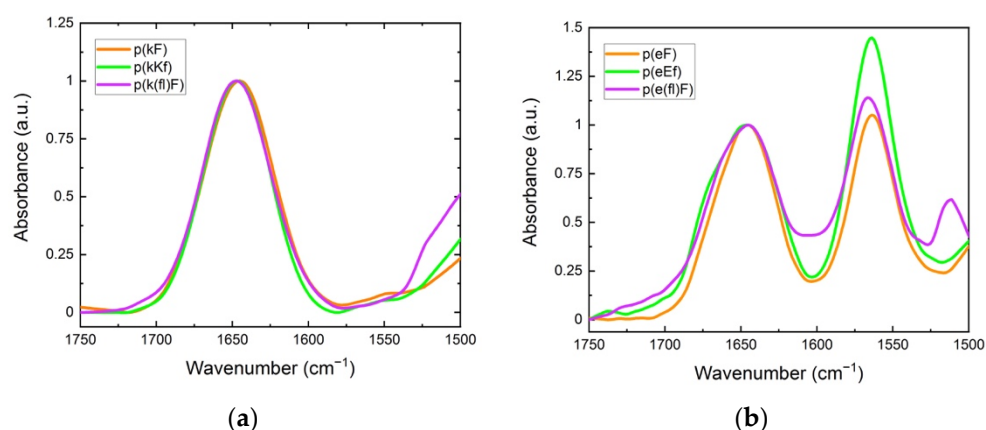 1.25
1
0.75
0.5
0.25
0
Absorbance (a.u.)
p(kF)
p(kKf)
p(k(fl)F)
1750 1700 1650 1600 1550 1500
Wavenumber (cm⁻¹)
(a)
1.5
1.25
1
0.75
0.5
0.25
0
Absorbance (a.u.)
p(eF)
p(eEf)
p(e(fl)F)
1750 1700 1650 1600 1550 1500
Wavenumber (cm⁻¹)
(b)